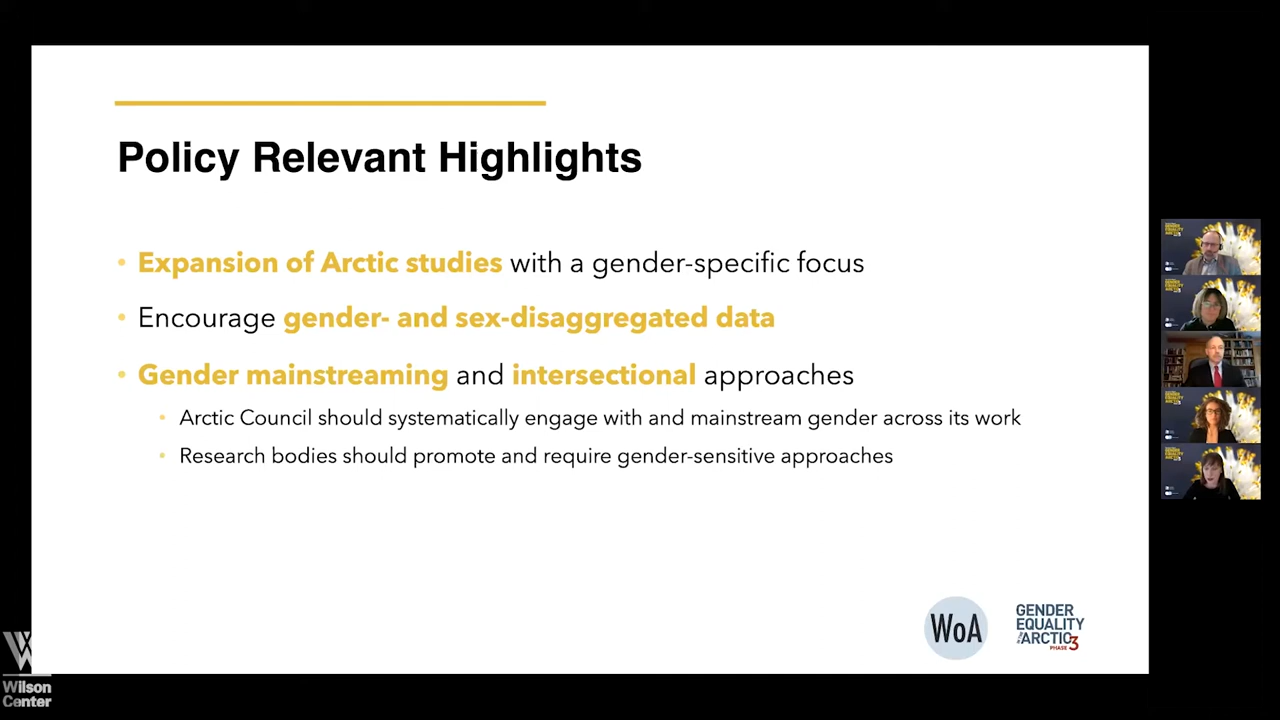 Policy Relevant Highlights
• Expansion of Arctic studies with a gender-specific focus
• Encourage gender- and sex-disaggregated data
• Gender mainstreaming and intersectional approaches
• Arctic Council should systematically engage with and mainstream gender across its work
• Research bodies should promote and require gender-sensitive approaches
WoA
GENDER
EQUALITY
ARCTIC
PHASE 3
Wilson
Center